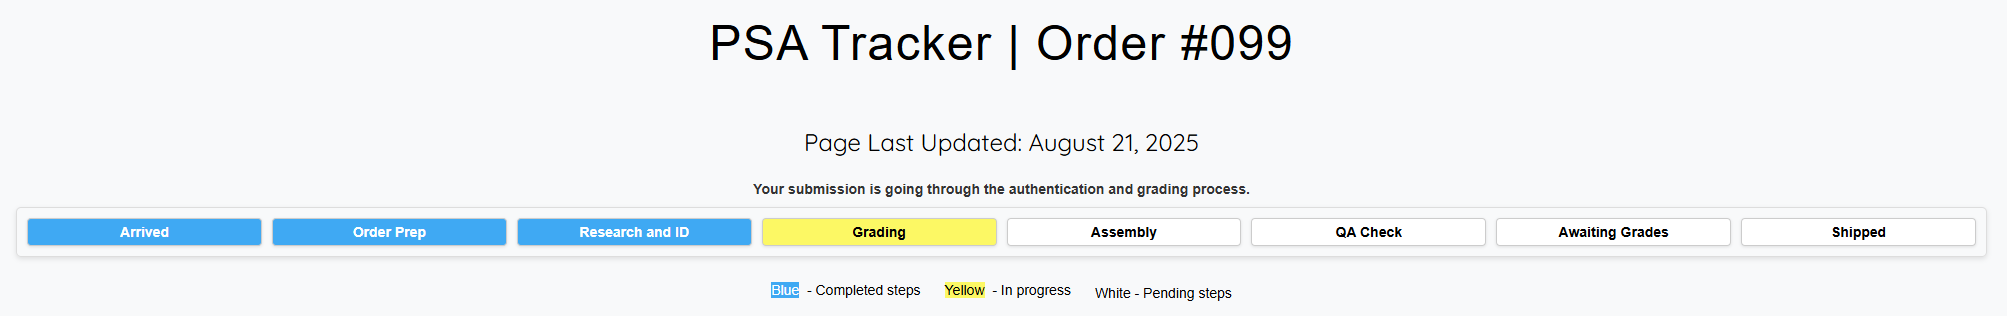 PSA Tracker | Order #099
Page Last Updated: August 21, 2025
Your submission is going through the authentication and grading process.
Arrived Order Prep Research and ID Grading Assembly QA Check Awaiting Grades Shipped
Blue - Completed steps Yellow - In progress White - Pending steps